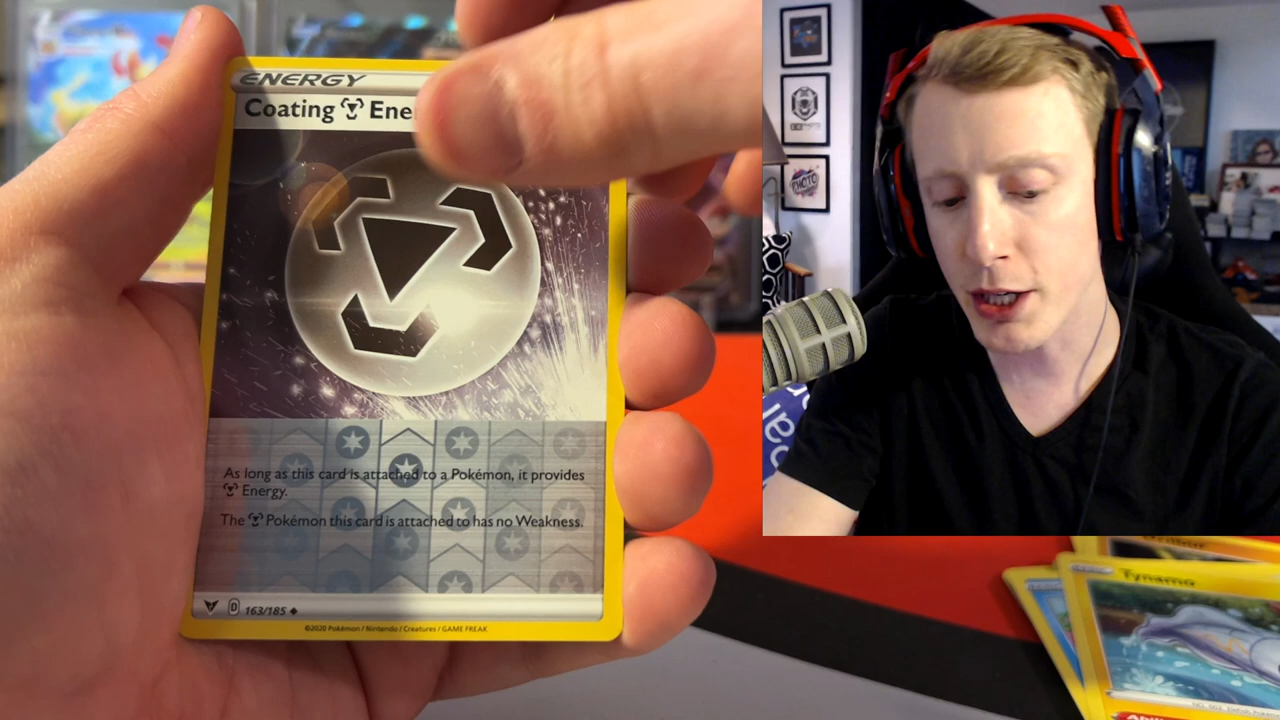 ENERGY
Coating Ene
As long as this card is attached to a Pokémon, it provides
Energy.
The Pokémon this card is attached to has no Weakness.
D 163/185
©2020 Pokémon / Nintendo / Creatures / GAME FREAK
PHOTO
Tynamo